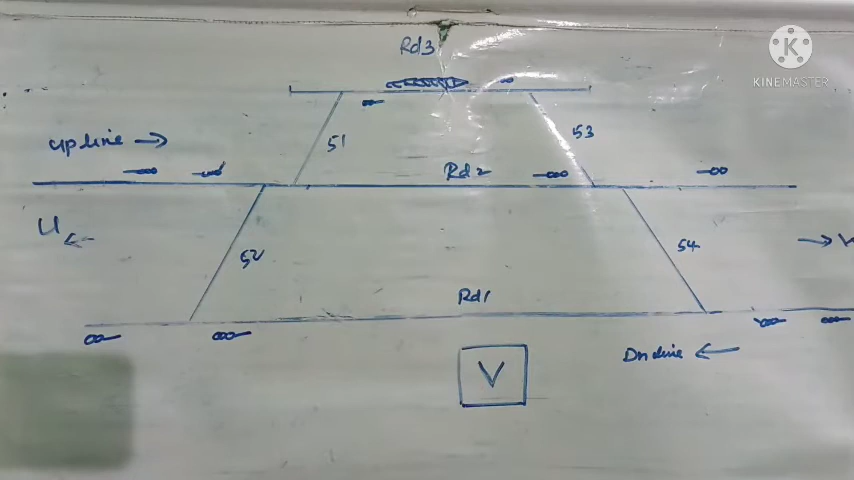 Rd3
K
KINEMASTER
51
53
Up line →
Rd2
U
←
52
54
→ V
Rd1
Dn line ←
V